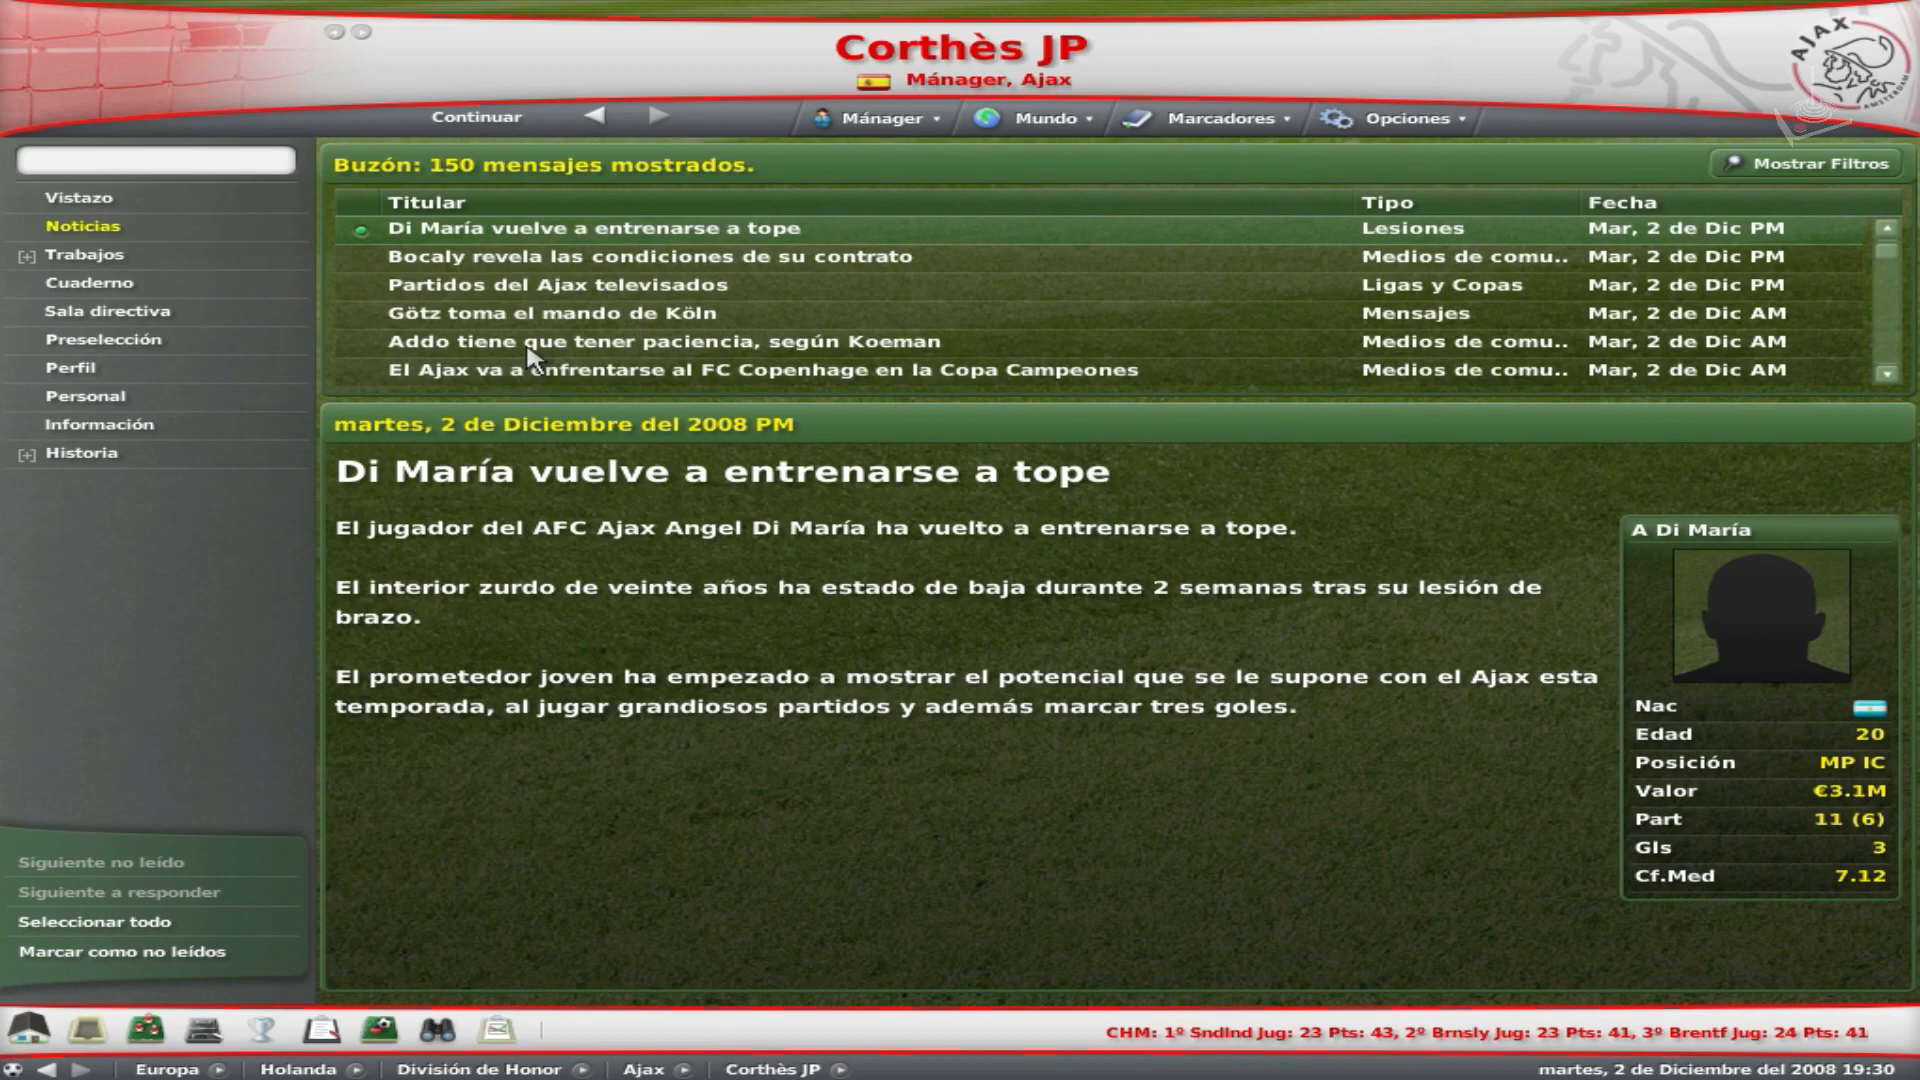 Corthès JP
Mánager, Ajax
AJAX
AMSTERDAM
Continuar
Mánager
Mundo
Marcadores
Opciones
Vistazo
Noticias
[+] Trabajos
Cuaderno
Sala directiva
Preselección
Perfil
Personal
Información
[+] Historia
Buzón: 150 mensajes mostrados.
Mostrar Filtros
Titular Tipo Fecha
Di María vuelve a entrenarse a tope Lesiones Mar, 2 de Dic PM
Bocaly revela las condiciones de su contrato Medios de comu.. Mar, 2 de Dic PM
Partidos del Ajax televisados Ligas y Copas Mar, 2 de Dic PM
Götz toma el mando de Köln Mensajes Mar, 2 de Dic AM
Addo tiene que tener paciencia, según Koeman Medios de comu.. Mar, 2 de Dic AM
El Ajax va a enfrentarse al FC Copenhage en la Copa Campeones Medios de comu.. Mar, 2 de Dic AM
martes, 2 de Diciembre del 2008 PM
Di María vuelve a entrenarse a tope
El jugador del AFC Ajax Angel Di María ha vuelto a entrenarse a tope.
El interior zurdo de veinte años ha estado de baja durante 2 semanas tras su lesión de
brazo.
El prometedor joven ha empezado a mostrar el potencial que se le supone con el Ajax esta
temporada, al jugar grandiosos partidos y además marcar tres goles.
A Di María
Nac
Edad 20
Posición MP IC
Valor €3.1M
Part 11 (6)
Gls 3
Cf.Med 7.12
Siguiente no leído
Siguiente a responder
Seleccionar todo
Marcar como no leídos
CHM: 1º Sndlnd Jug: 23 Pts: 43, 2º Brnsly Jug: 23 Pts: 41, 3º Brentf Jug: 24 Pts: 41
Europa
Holanda
División de Honor
Ajax
Corthès JP
martes, 2 de Diciembre del 2008 19:30